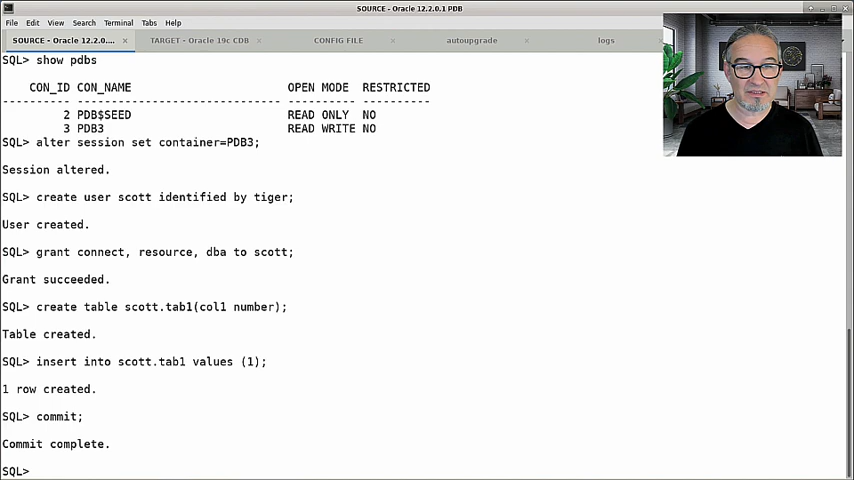 SOURCE - Oracle 12.2.0.1 PDB
File Edit View Search Terminal Tabs Help
SOURCE - Oracle 12.2.0.... × TARGET - Oracle 19c CDB × CONFIG FILE × autoupgrade × logs
SQL> show pdbs
CON_ID CON_NAME OPEN MODE RESTRICTED
---------- ------------------------------ ---------- ----------
2 PDB$SEED READ ONLY NO
3 PDB3 READ WRITE NO
SQL> alter session set container=PDB3;
Session altered.
SQL> create user scott identified by tiger;
User created.
SQL> grant connect, resource, dba to scott;
Grant succeeded.
SQL> create table scott.tab1(col1 number);
Table created.
SQL> insert into scott.tab1 values (1);
1 row created.
SQL> commit;
Commit complete.
SQL>